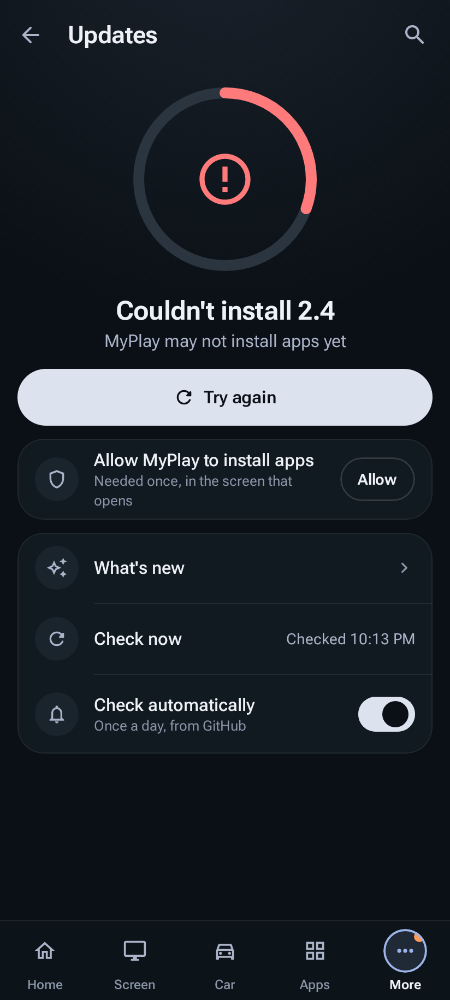 Updates
Couldn't install 2.4
MyPlay may not install apps yet
Try again
Allow MyPlay to install apps
Needed once, in the screen that
opens
Allow
What's new
Check now
Checked 10:13 PM
Check automatically
Once a day, from GitHub
Home
Screen
Car
Apps
More